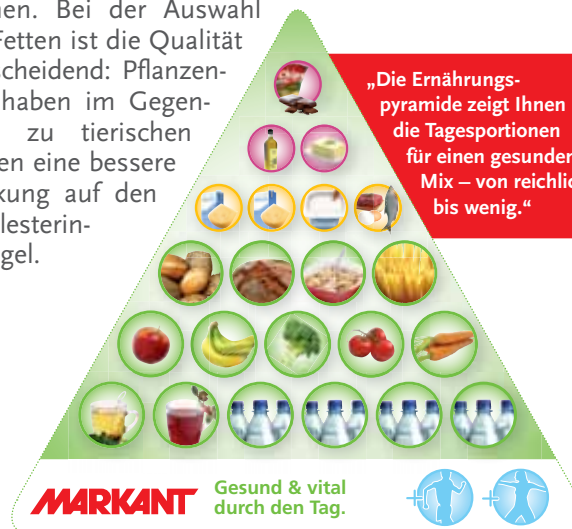 nen. Bei der Auswahl
Fetten ist die Qualität
scheidend: Pflanzen-
haben im Gegen-
zu tierischen
en eine bessere
kung auf den
lesterin-
gel.
„Die Ernährungs-
pyramide zeigt Ihnen
die Tagesportionen
für einen gesunden
Mix – von reichlic
bis wenig.“
MARKANT
Gesund & vital
durch den Tag.